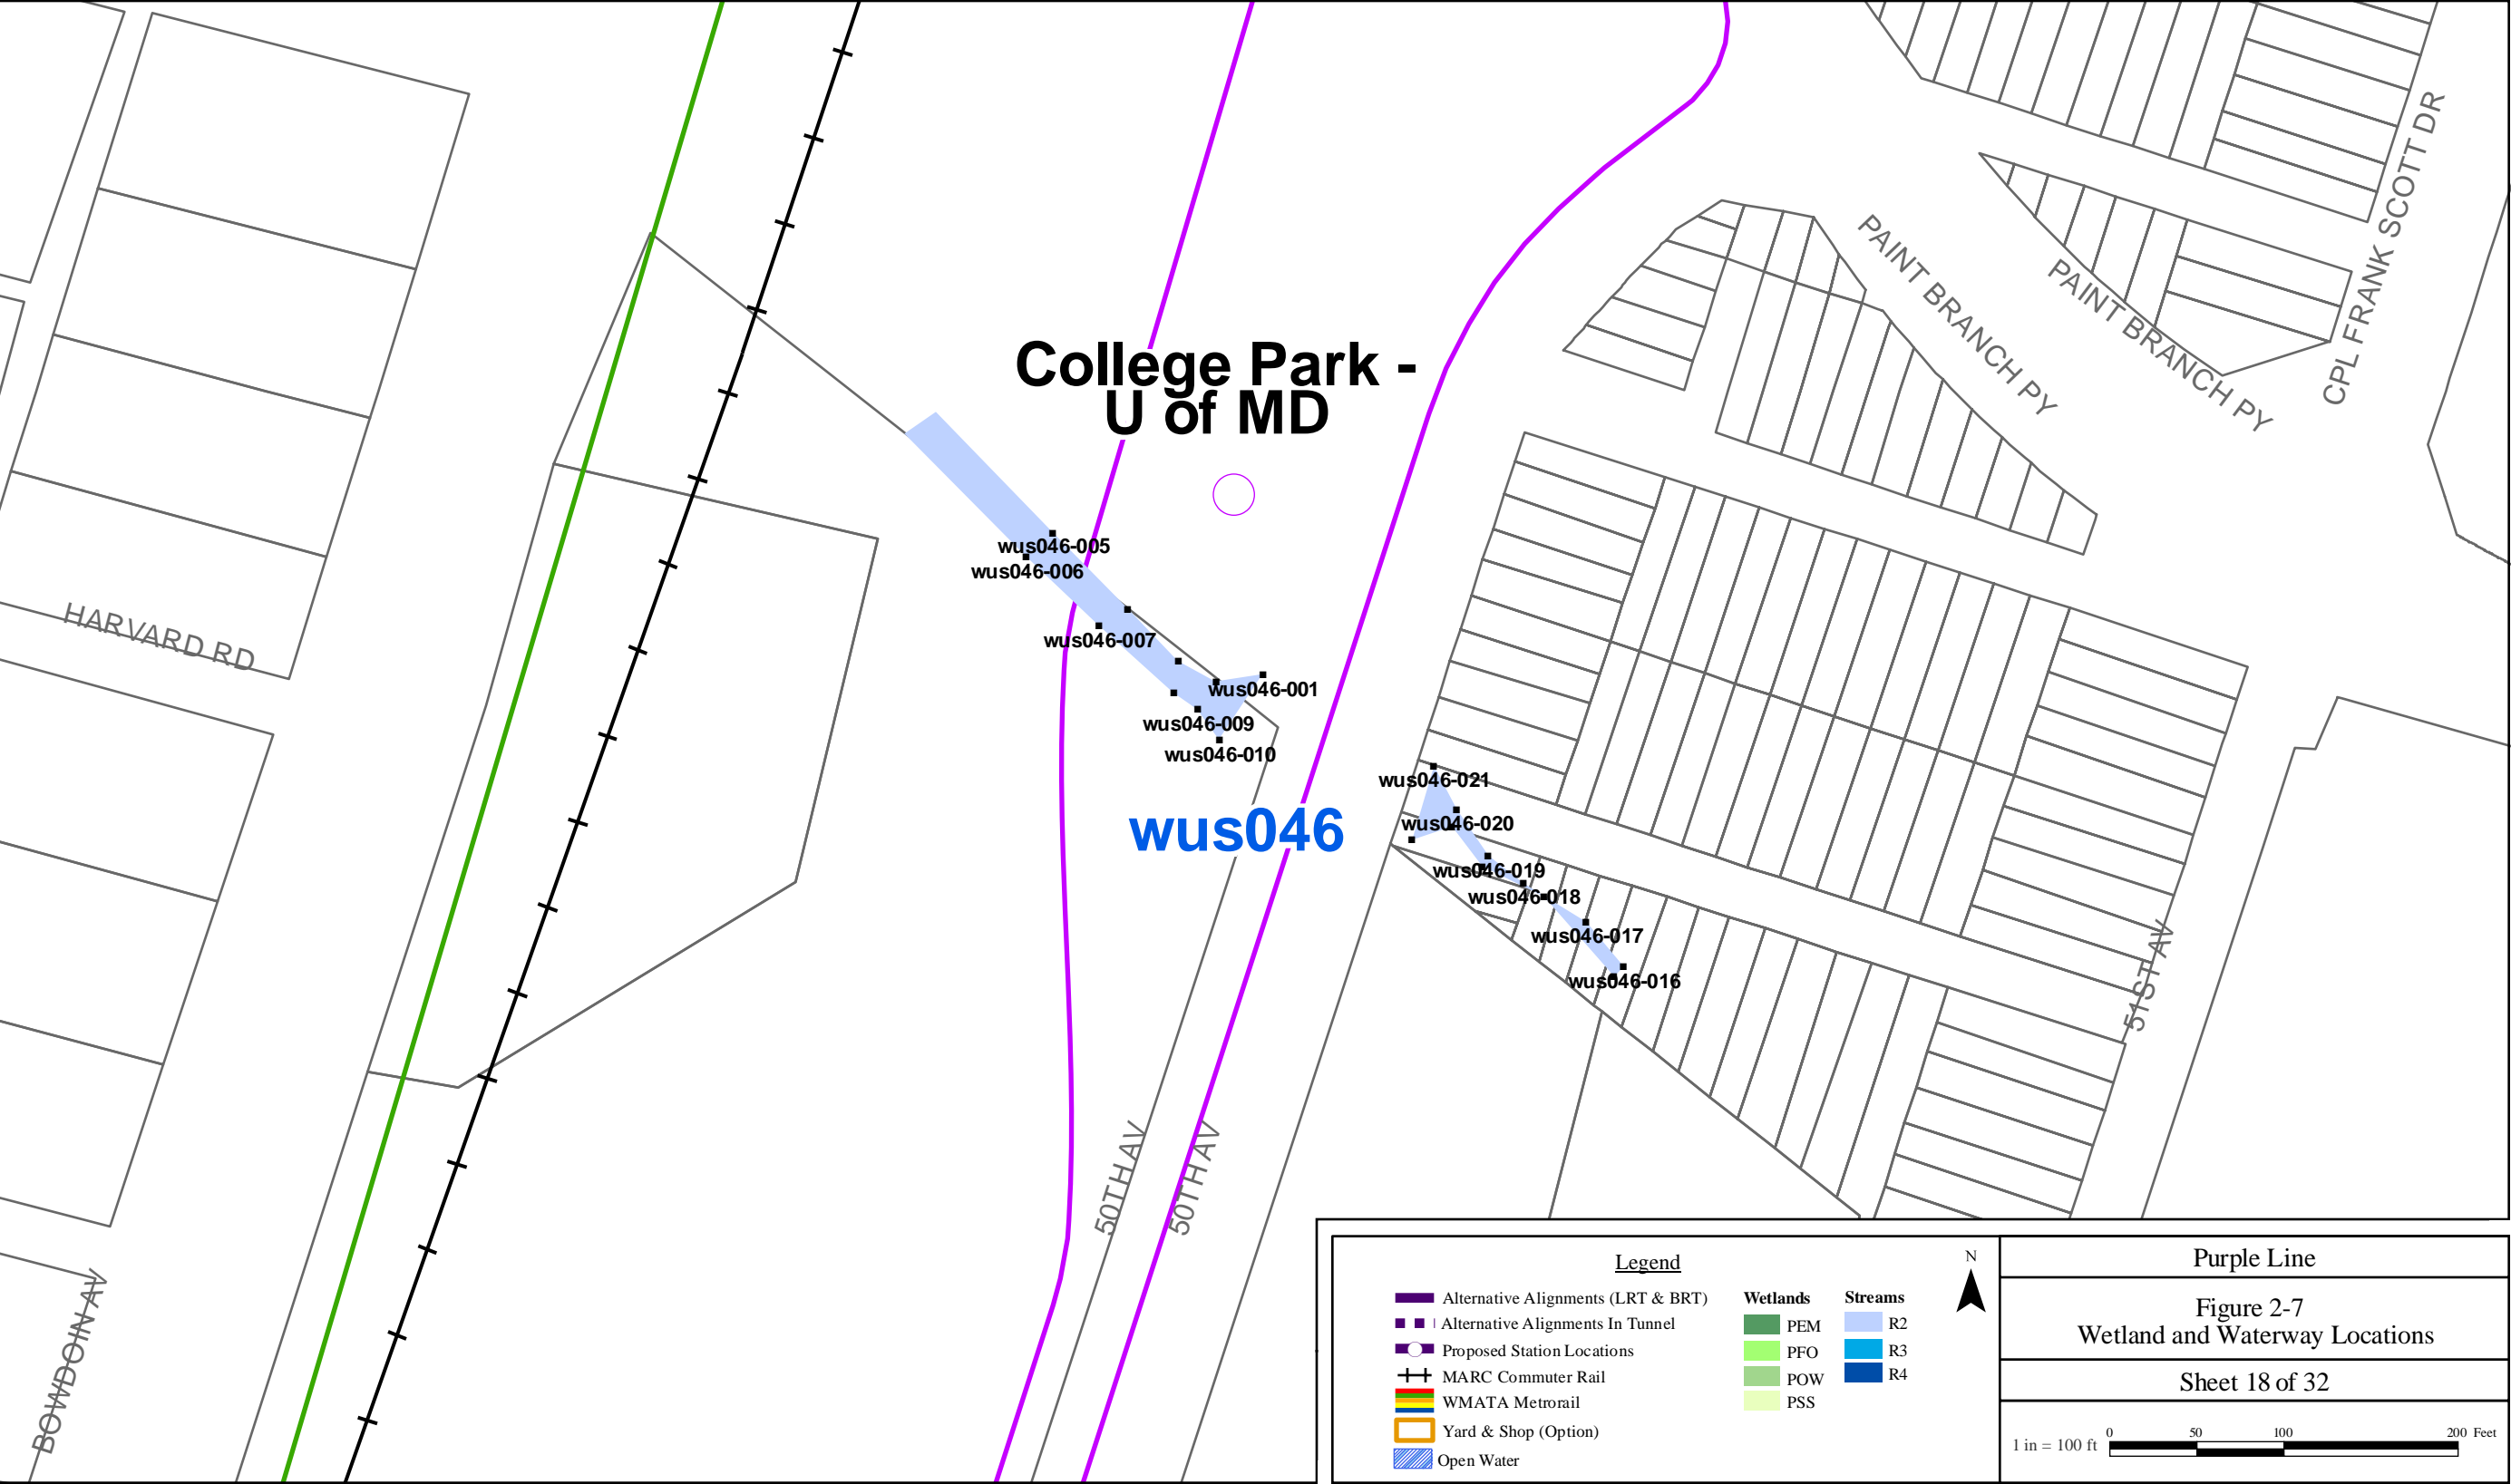 CPL FRANK SCOTT DR
PAINT BRANCH PY
PAINT BRANCH PY
College Park -
U of MD
wus046-005
wus046-006
HARVARD RD
wus046-007
wus046-001
wus046-009
wus046-010
wus046-021
wus046
wus046-020
wus046-019
wus046-018
wus046-017
wus046-016
51ST AV
50TH AV
50TH AV
BOWDOIN AV
Legend
N
Alternative Alignments (LRT & BRT)
Alternative Alignments In Tunnel
Proposed Station Locations
MARC Commuter Rail
WMATA Metrorail
Yard & Shop (Option)
Open Water
Wetlands
PEM
PFO
POW
PSS
Streams
R2
R3
R4
Purple Line
Figure 2-7
Wetland and Waterway Locations
Sheet 18 of 32
1 in = 100 ft
0 50 100 200 Feet